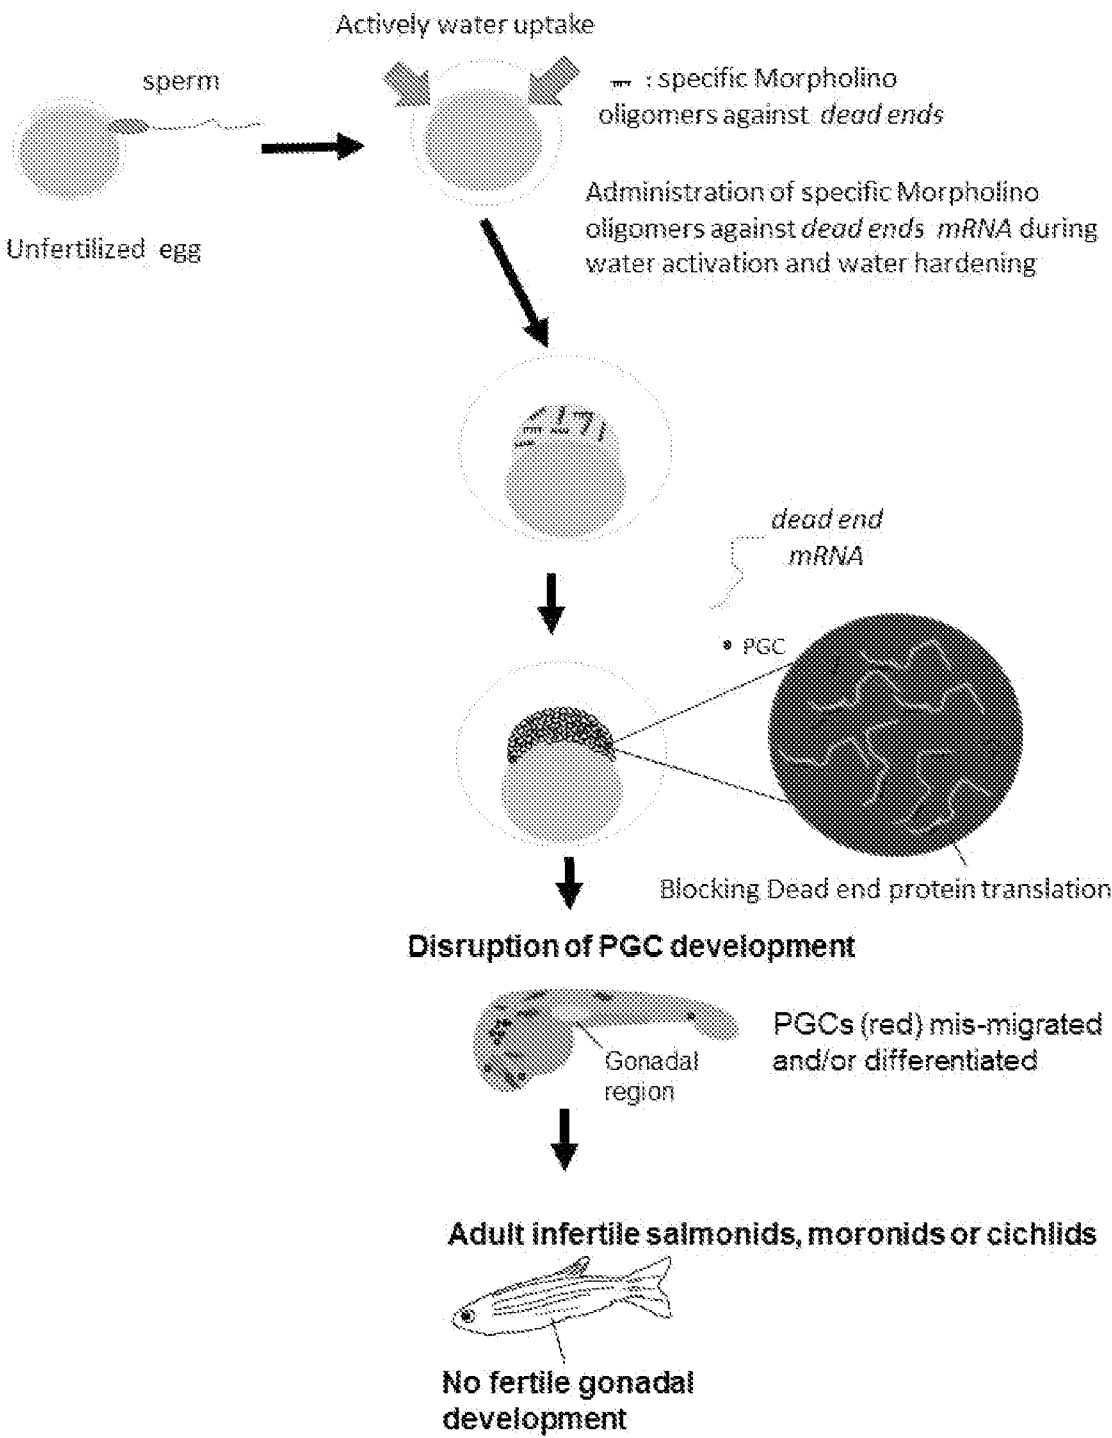 Actively water uptake
sperm
: specific Morpholino
oligomers against dead ends
Administration of specific Morpholino
oligomers against dead ends mRNA during
water activation and water hardening
Unfertilized egg
dead end
mRNA
PGC
Blocking Dead end protein translation
Disruption of PGC development
PGCs (red) mis-migrated
and/or differentiated
Gonadal
region
Adult infertile salmonids, moronids or cichlids
No fertile gonadal
development